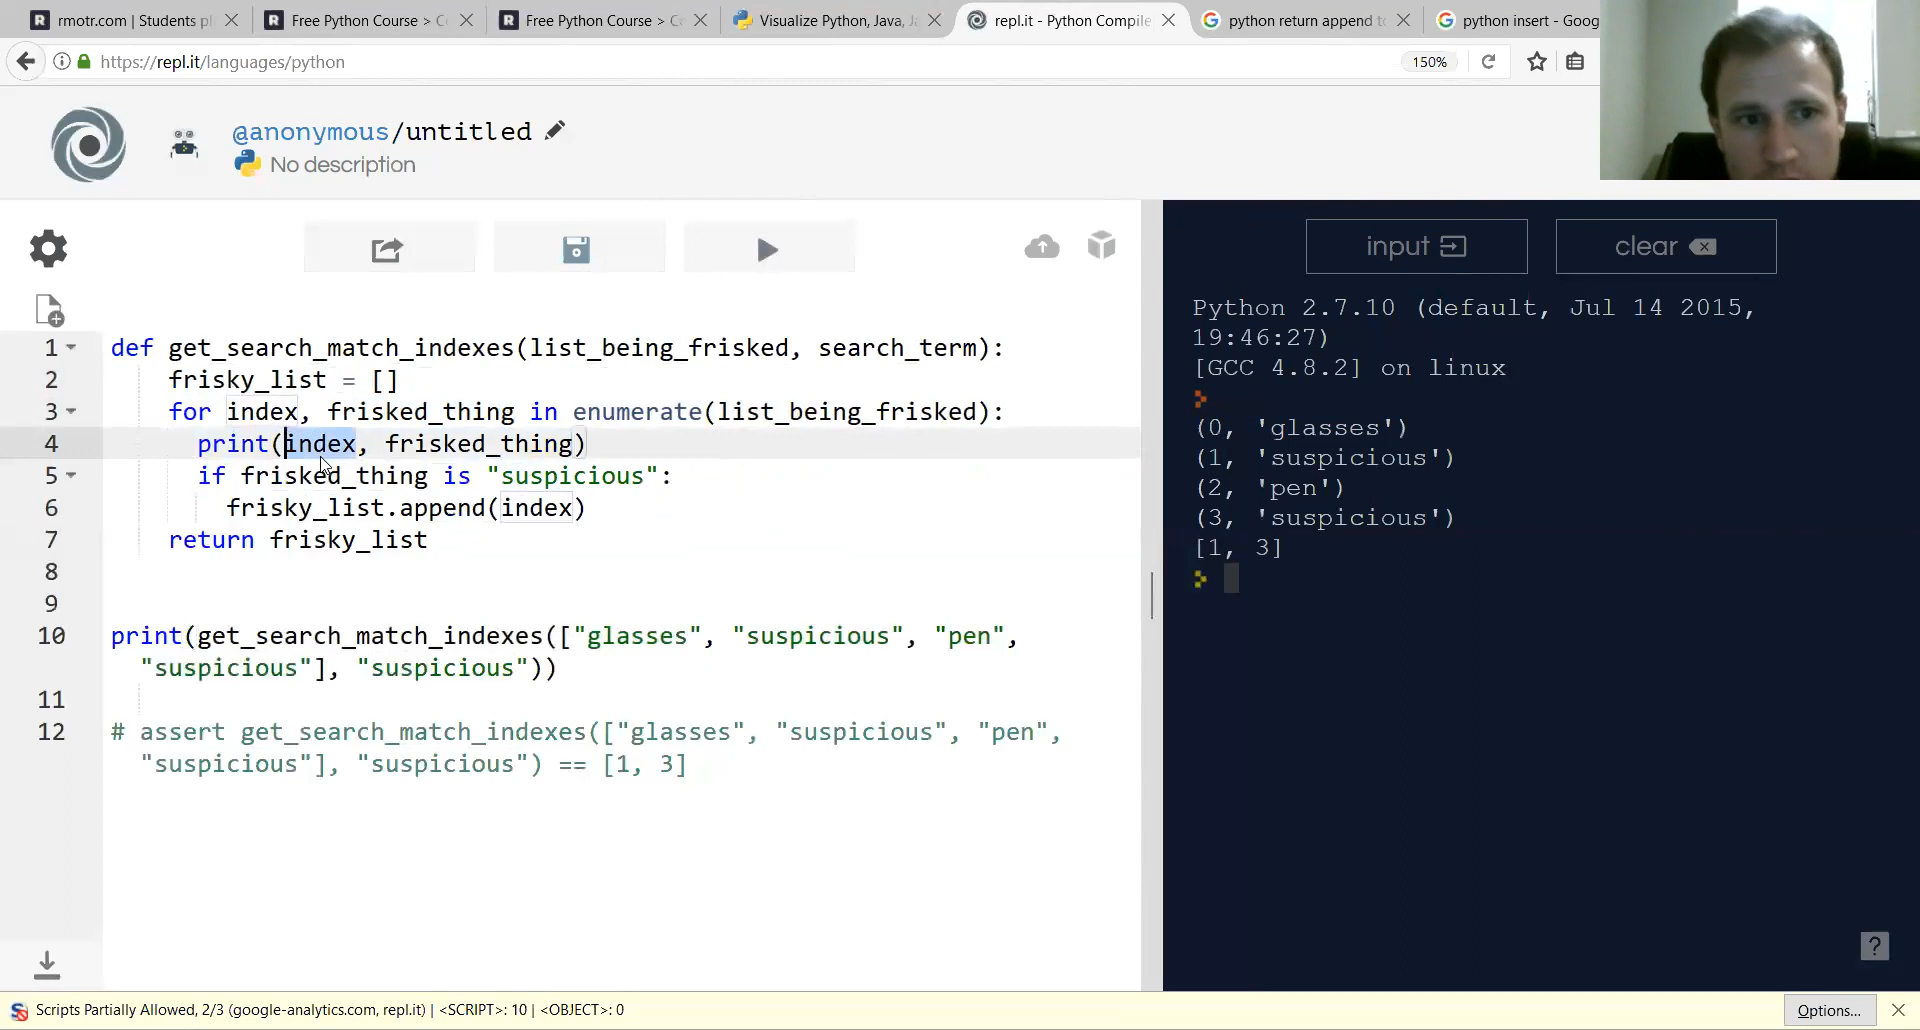 rmotr.com | Students pl
Free Python Course > Co
Free Python Course > Co
Visualize Python, Java, J
repl.it - Python Compile
python return append to
python insert - Goog
https://repl.it/languages/python
150%
@anonymous/untitled
No description
input
clear
1 def get_search_match_indexes(list_being_frisked, search_term):
2 frisky_list = []
3 for index, frisked_thing in enumerate(list_being_frisked):
4 print(index, frisked_thing)
5 if frisked_thing is "suspicious":
6 frisky_list.append(index)
7 return frisky_list
8
9
10 print(get_search_match_indexes(["glasses", "suspicious", "pen",
"suspicious"], "suspicious"))
11
12 # assert get_search_match_indexes(["glasses", "suspicious", "pen",
"suspicious"], "suspicious") == [1, 3]
Python 2.7.10 (default, Jul 14 2015,
19:46:27)
[GCC 4.8.2] on linux
(0, 'glasses')
(1, 'suspicious')
(2, 'pen')
(3, 'suspicious')
[1, 3]
?
Scripts Partially Allowed, 2/3 (google-analytics.com, repl.it) | <SCRIPT>: 10 | <OBJECT>: 0
Options...